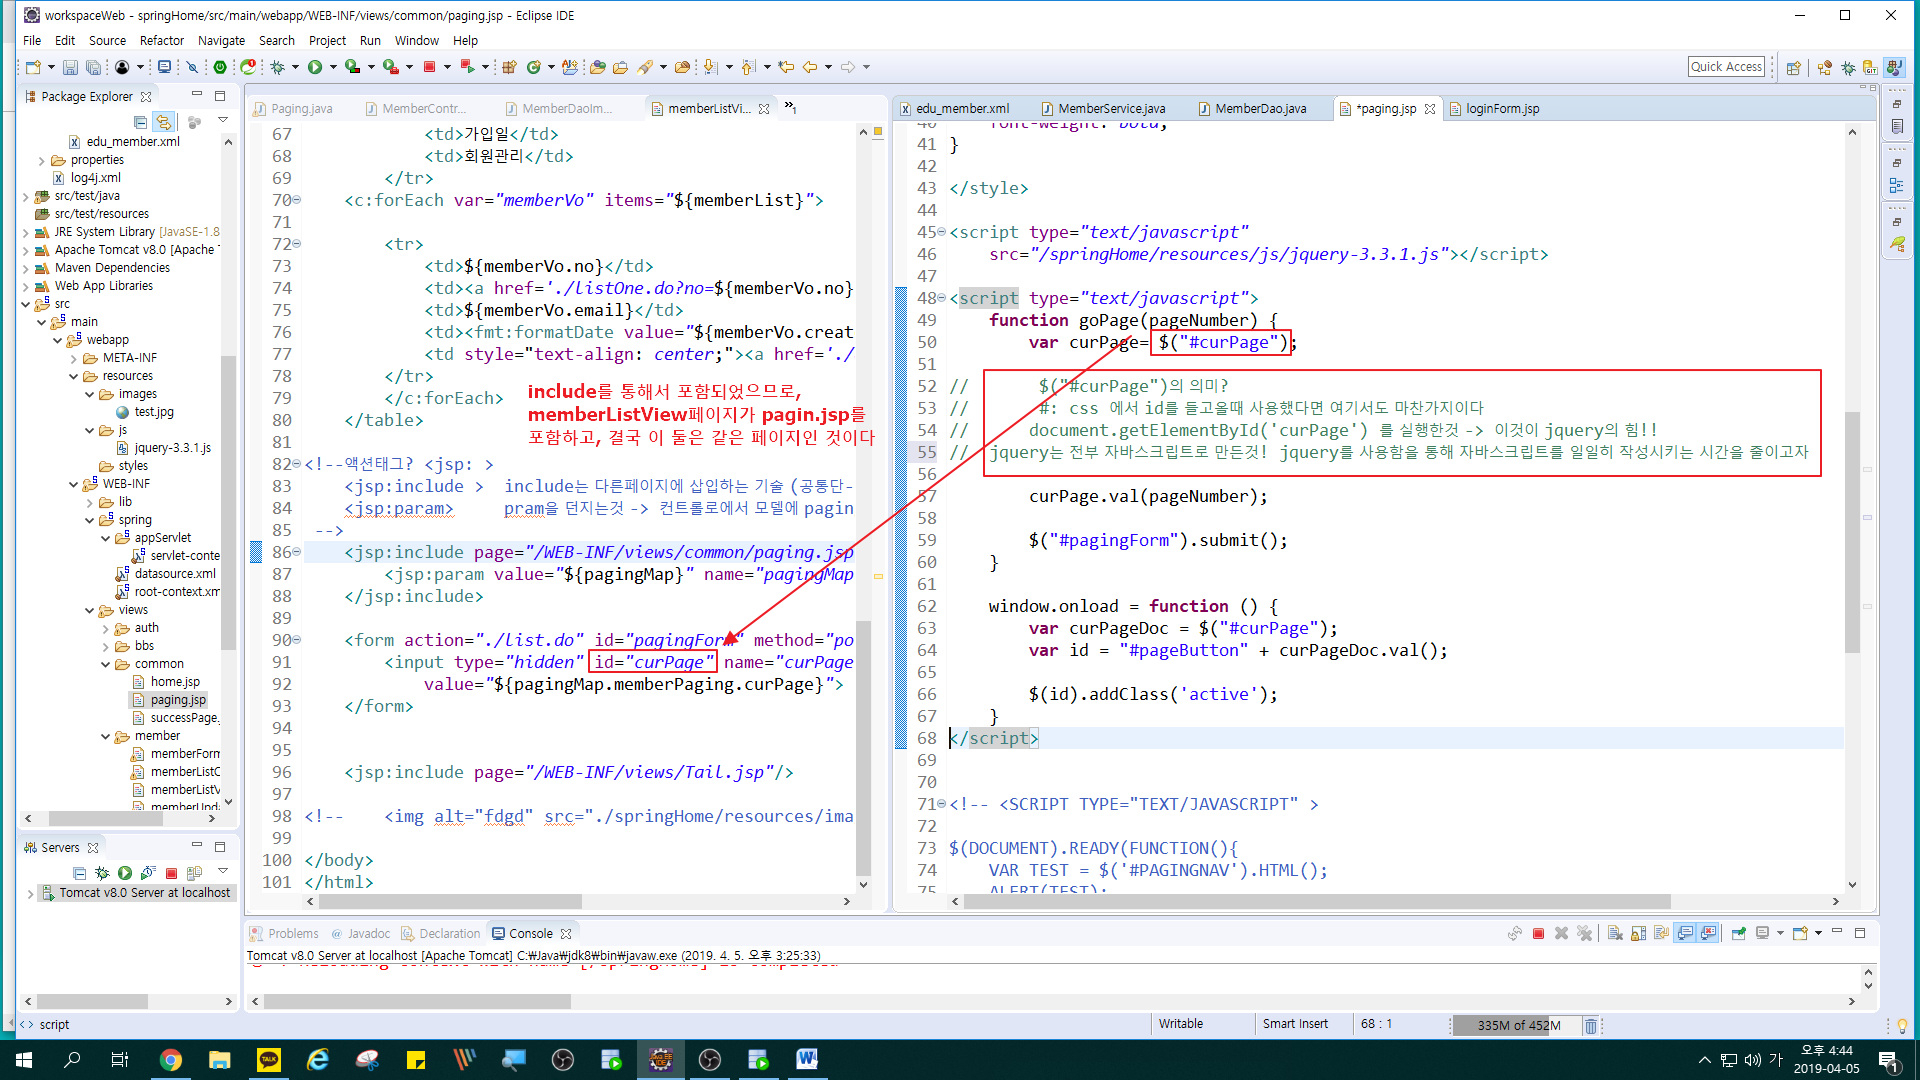 workspaceWeb - springHome/src/main/webapp/WEB-INF/views/common/paging.jsp - Eclipse IDE
File Edit Source Refactor Navigate Search Project Run Window Help
Quick Access
Package Explorer
edu_member.xml
properties
log4j.xml
src/test/java
src/test/resources
JRE System Library [JavaSE-1.8
Apache Tomcat v8.0 [Apache T
Maven Dependencies
Web App Libraries
src
main
webapp
META-INF
resources
images
test.jpg
js
jquery-3.3.1.js
styles
WEB-INF
lib
spring
appServlet
servlet-conte
datasource.xml
root-context.xm
views
auth
bbs
common
home.jsp
paging.jsp
successPage.
member
memberForm
memberListC
memberListV
memberUpda
Servers
Tomcat v8.0 Server at localhost
Paging.java MemberContr... MemberDaoIm... memberListVi... »1
67 <td>가입일</td>
68 <td>회원관리</td>
69 </tr>
70 <c:forEach var="memberVo" items="${memberList}">
71
72 <tr>
73 <td>${memberVo.no}</td>
74 <td><a href='./listOne.do?no=${memberVo.no}
75 <td>${memberVo.email}</td>
76 <td><fmt:formatDate value="${memberVo.creat
77 <td style="text-align: center;"><a href='./
78 </tr>
79 </c:forEach>
80 </table>
81
include를 통해서 포함되었으므로,
memberListView페이지가 pagin.jsp를
포함하고, 결국 이 둘은 같은 페이지인 것이다
82 <!--액션태그? <jsp: >
83 <jsp:include > include는 다른페이지에 삽입하는 기술 (공통단-
84 <jsp:param> pram을 던지는것 -> 컨트롤로에서 모델에 pagin
85 -->
86 <jsp:include page="/WEB-INF/views/common/paging.jsp
87 <jsp:param value="${pagingMap}" name="pagingMap
88 </jsp:include>
89
90 <form action="./list.do" id="pagingForm" method="po
91 <input type="hidden" id="curPage" name="curPage
92 value="${pagingMap.memberPaging.curPage}">
93 </form>
94
95
96 <jsp:include page="/WEB-INF/views/Tail.jsp"/>
97
98 <!-- <img alt="fdgd" src="./springHome/resources/ima
99
100 </body>
101 </html>
edu_member.xml MemberService.java MemberDao.java *paging.jsp loginForm.jsp
40 font-weight: bold;
41 }
42
43 </style>
44
45 <script type="text/javascript"
46 src="/springHome/resources/js/jquery-3.3.1.js"></script>
47
48 <script type="text/javascript">
49 function goPage(pageNumber) {
50 var curPage= $("#curPage");
51
52 // $("#curPage")의 의미?
53 // #: css 에서 id를 들고올때 사용했다면 여기서도 마찬가지이다
54 // document.getElementById('curPage') 를 실행한것 -> 이것이 jquery의 힘!!
55 // jquery는 전부 자바스크립트로 만든것! jquery를 사용함을 통해 자바스크립트를 일일히 작성시키는 시간을 줄이고자
56
57 curPage.val(pageNumber);
58
59 $("#pagingForm").submit();
60 }
61
62 window.onload = function () {
63 var curPageDoc = $("#curPage");
64 var id = "#pageButton" + curPageDoc.val();
65
66 $(id).addClass('active');
67 }
68 </script>
69
70
71 <!-- <SCRIPT TYPE="TEXT/JAVASCRIPT" >
72
73 $(DOCUMENT).READY(FUNCTION(){
74 VAR TEST = $('#PAGINGNAV').HTML();
75 ALERT(TEST);
Problems Javadoc Declaration Console
Tomcat v8.0 Server at localhost [Apache Tomcat] C:₩Java₩jdk8₩bin₩javaw.exe (2019. 4. 5. 오후 3:25:33)
script
Writable Smart Insert 68 : 1 335M of 452M
TALK
가
오후 4:44
2019-04-05
1